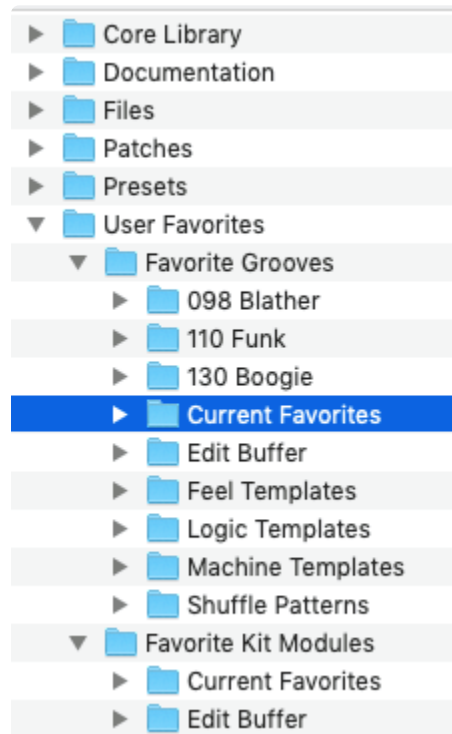 Core Library
Documentation
Files
Patches
Presets
User Favorites
Favorite Grooves
098 Blather
110 Funk
130 Boogie
Current Favorites
Edit Buffer
Feel Templates
Logic Templates
Machine Templates
Shuffle Patterns
Favorite Kit Modules
Current Favorites
Edit Buffer